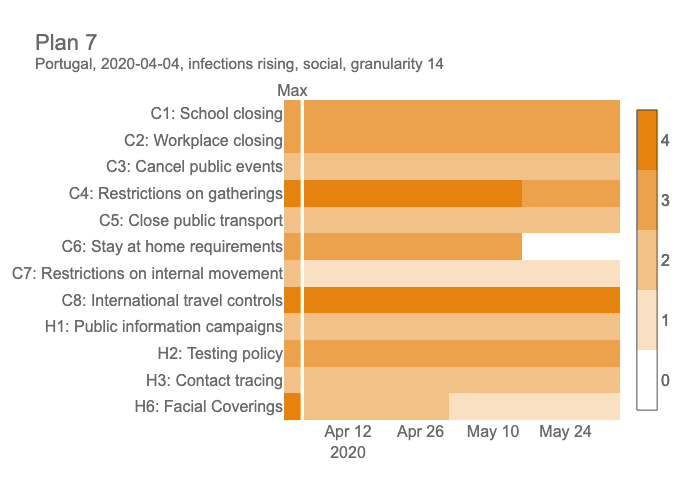 Plan 7
Portugal, 2020-04-04, infections rising, social, granularity 14
Max
C1: School closing
C2: Workplace closing
C3: Cancel public events
C4: Restrictions on gatherings
C5: Close public transport
C6: Stay at home requirements
C7: Restrictions on internal movement
C8: International travel controls
H1: Public information campaigns
H2: Testing policy
H3: Contact tracing
H6: Facial Coverings
Apr 12 Apr 26 May 10 May 24
2020
4
3
2
1
0